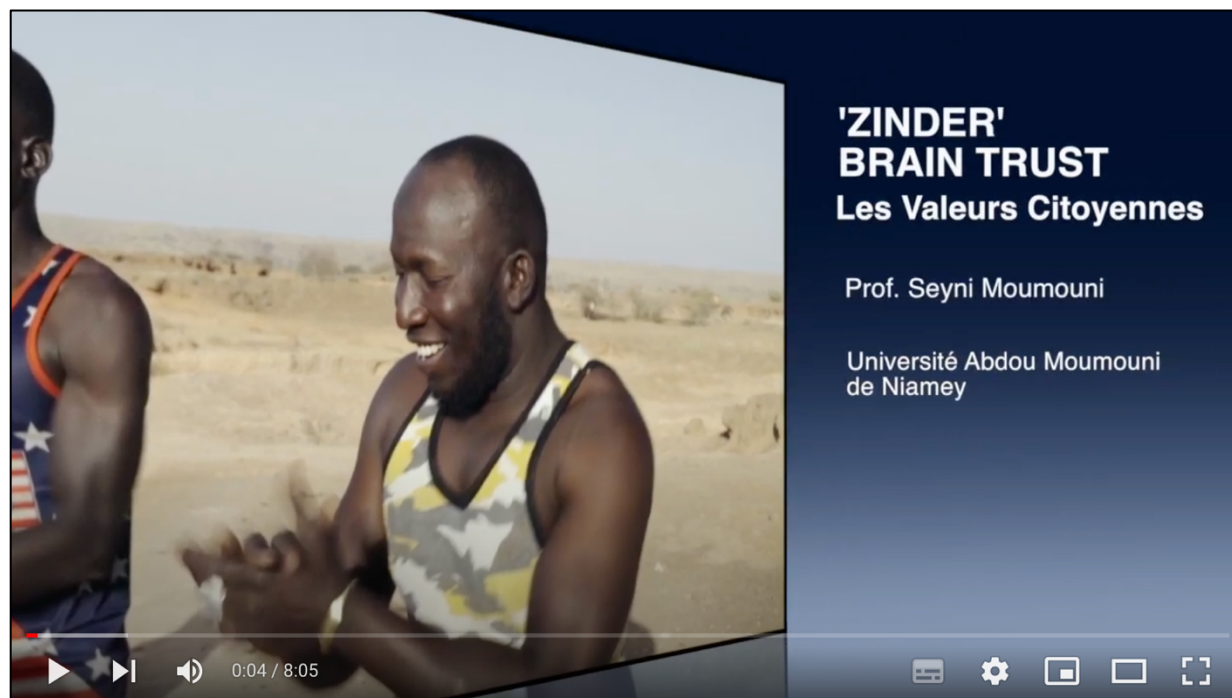 'ZINDER'
BRAIN TRUST
Les Valeurs Citoyennes
Prof. Seyni Moumouni
Université Abdou Moumouni
de Niamey
0:04 / 8:05